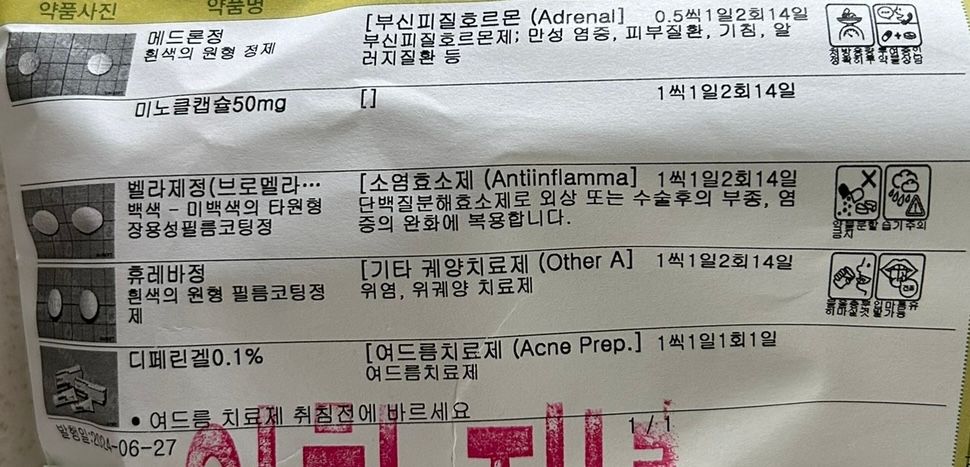 약품사진
약품명
메드론정
흰색의 원형 정제
[부신피질호르몬 (Adrenal]
0.5씩1일2회14일
부신피질호르몬제; 만성 염증, 피부질환, 기침, 알
러지질환 등
미노클캡슐50mg
[]
1씩1일2회14일
벨라제정(브로멜라…
백색 - 미백색의 타원형
장용성필름코팅정
[소염효소제 (Antiinflamma]
1씩1일2회14일
단백질분해효소제로 외상 또는 수술후의 부종, 염
증의 완화에 복용합니다.
약물분할 습기주의
금지
휴레바정
흰색의 원형 필름코팅정
제
[기타 궤양치료제 (Other A]
1씩1일2회14일
위염, 위궤양 치료제
디페린겔0.1%
[여드름치료제 (Acne Prep.]
1씩1일1회1일
여드름치료제
• 여드름 치료제 취침전에 바르세요
발행일:2024-06-27
1/1